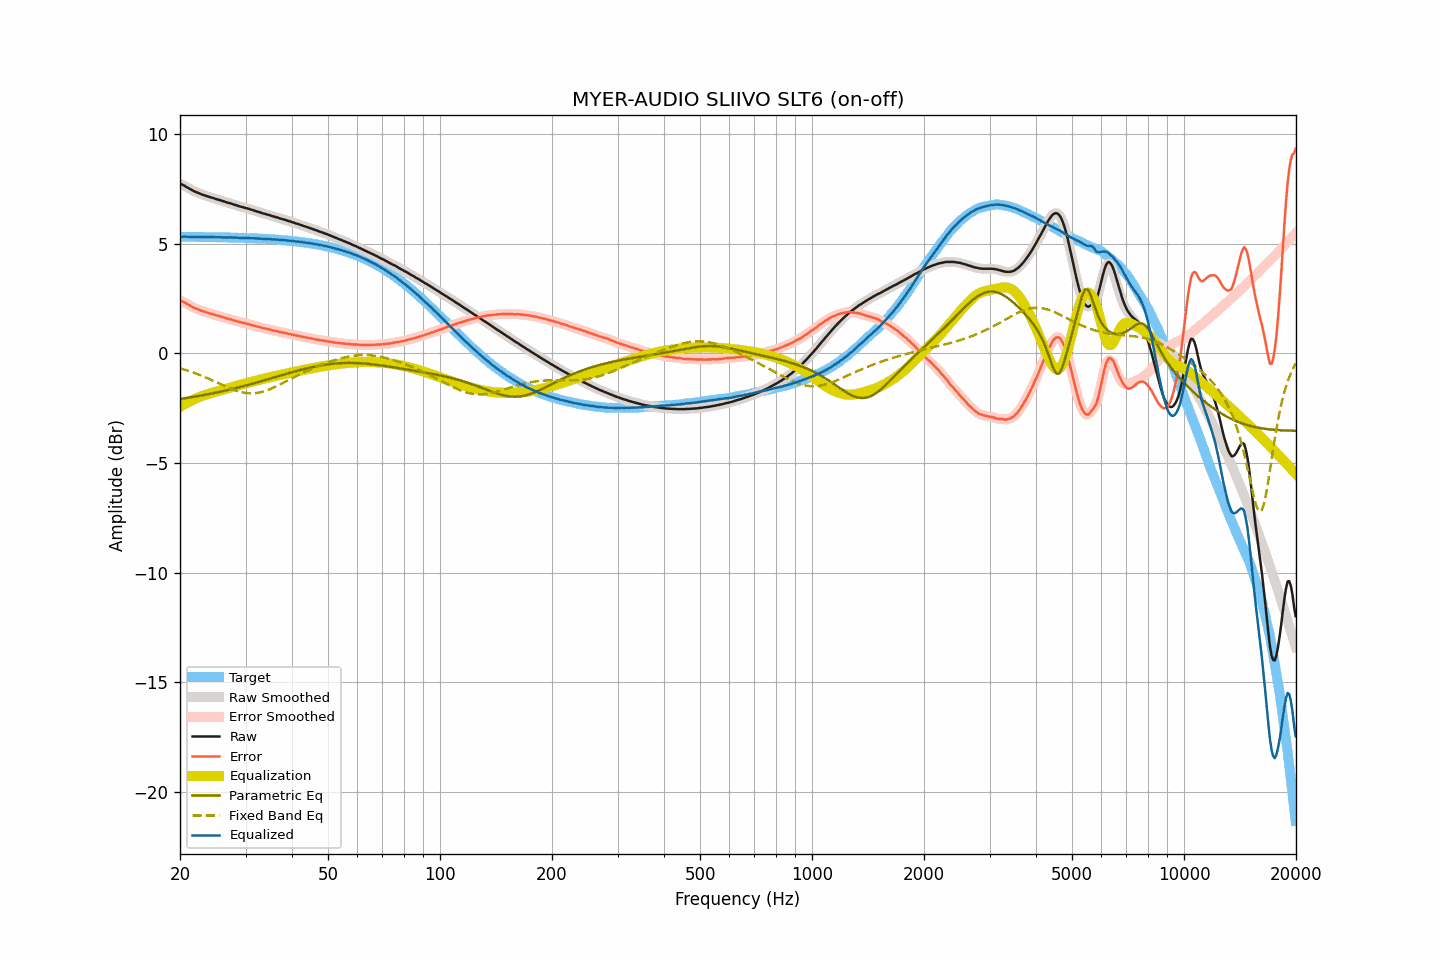 MYER-AUDIO SLIIVO SLT6 (on-off)
10
5
0
−5
−10
−15
−20
Amplitude (dBr)
Target
Raw Smoothed
Error Smoothed
Raw
Error
Equalization
Parametric Eq
Fixed Band Eq
Equalized
20 50 100 200 500 1000 2000 5000 10000 20000
Frequency (Hz)